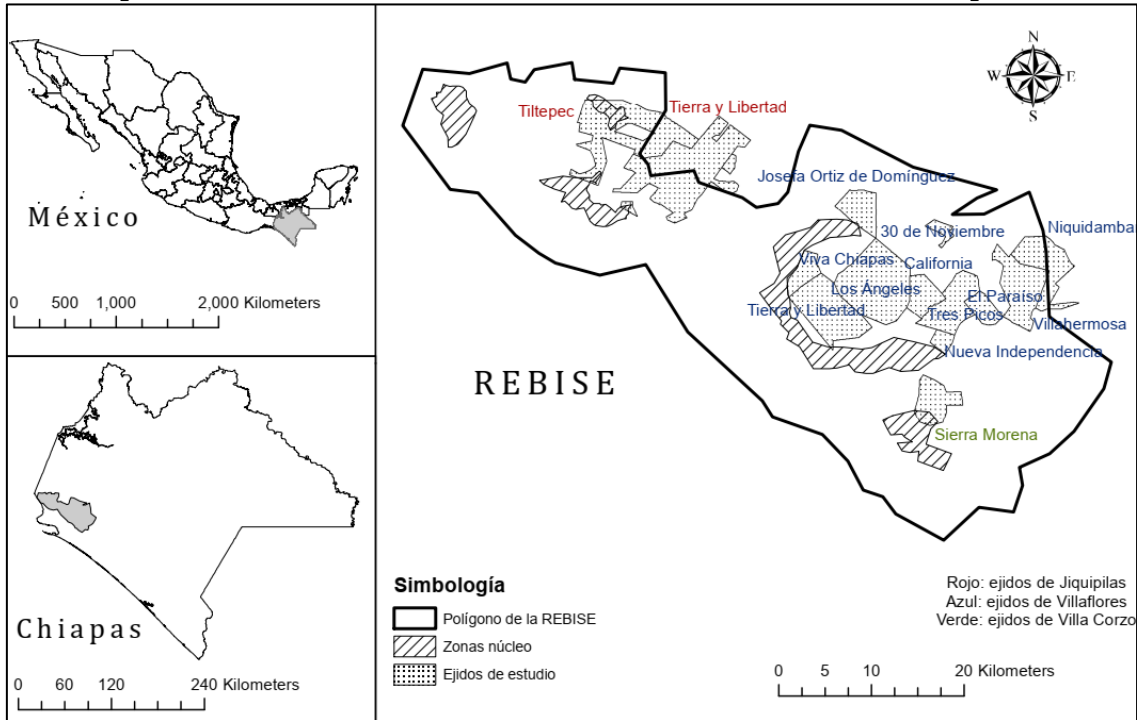 México
0 500 1,000 2,000 Kilometers
Chiapas
0 60 120 240 Kilometers
N
W E
S
Tiltepec
Tierra y Libertad
Josefa Ortiz de Domínguez
30 de Noviembre
Niquidambal
Viva Chiapas
California
Los Ángeles
El Paraíso
Tierra y Libertad
Tres Picos
Villahermosa
Nueva Independencia
REBISE
Sierra Morena
Simbología
Polígono de la REBISE
Zonas núcleo
Ejidos de estudio
Rojo: ejidos de Jiquipilas
Azul: ejidos de Villaflores
Verde: ejidos de Villa Corzo
0 5 10 20 Kilometers